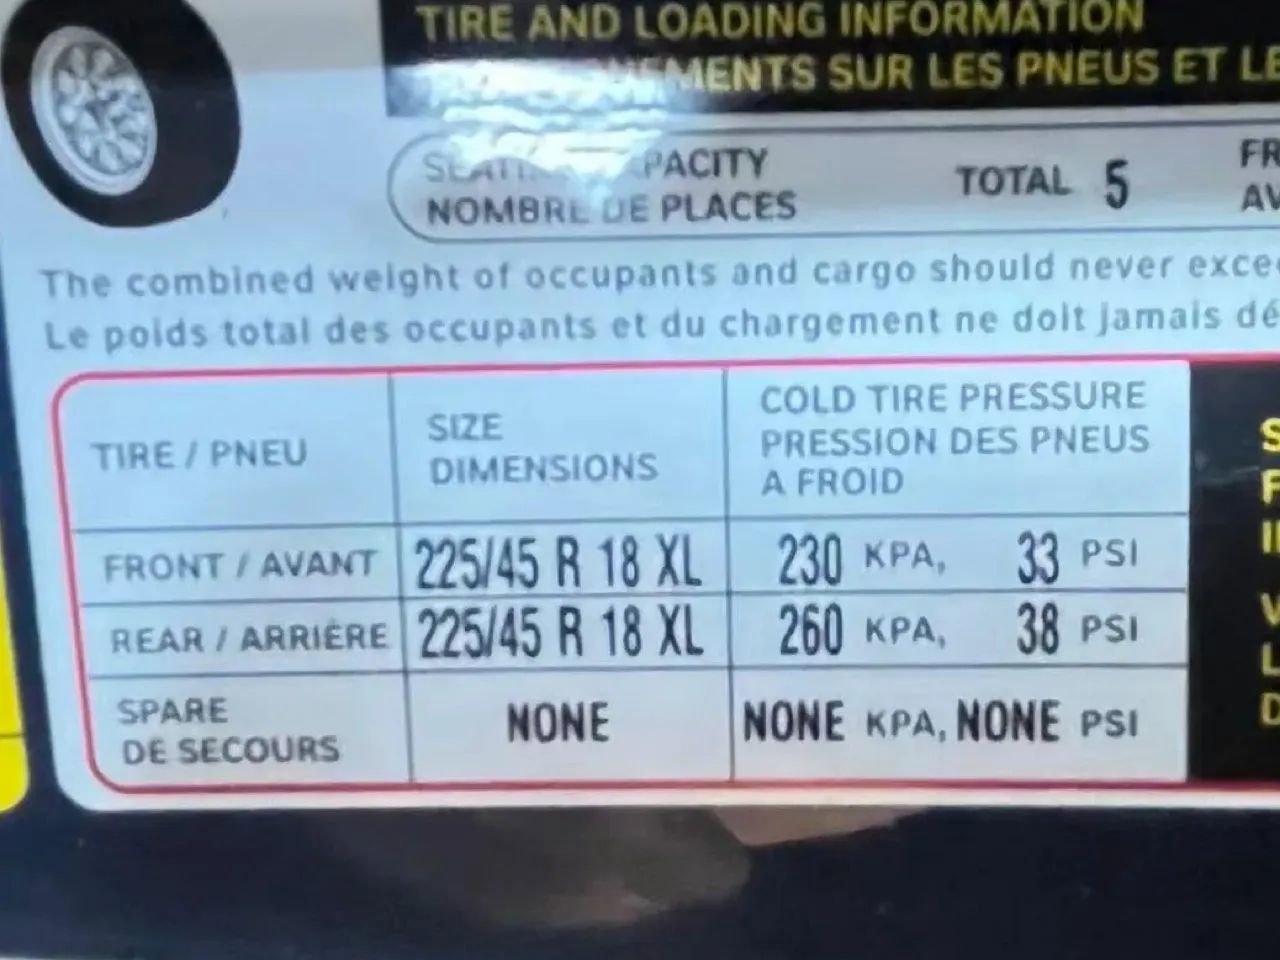 TIRE AND LOADING INFORMATION
SUR LES PNEUS ET LE
PACITY
NOMBRE DE PLACES
TOTAL 5
FR
AV
The combined weight of occupants and cargo should never excee
Le poids total des occupants et du chargement ne doit jamais dé
TIRE / PNEU
SIZE
DIMENSIONS
COLD TIRE PRESSURE
PRESSION DES PNEUS
A FROID
FRONT / AVANT 225/45 R 18 XL 230 KPA, 33 PSI
REAR / ARRIÈRE 225/45 R 18 XL 260 KPA, 38 PSI
SPARE
DE SECOURS
NONE NONE KPA, NONE PSI
S
F
V
L
D